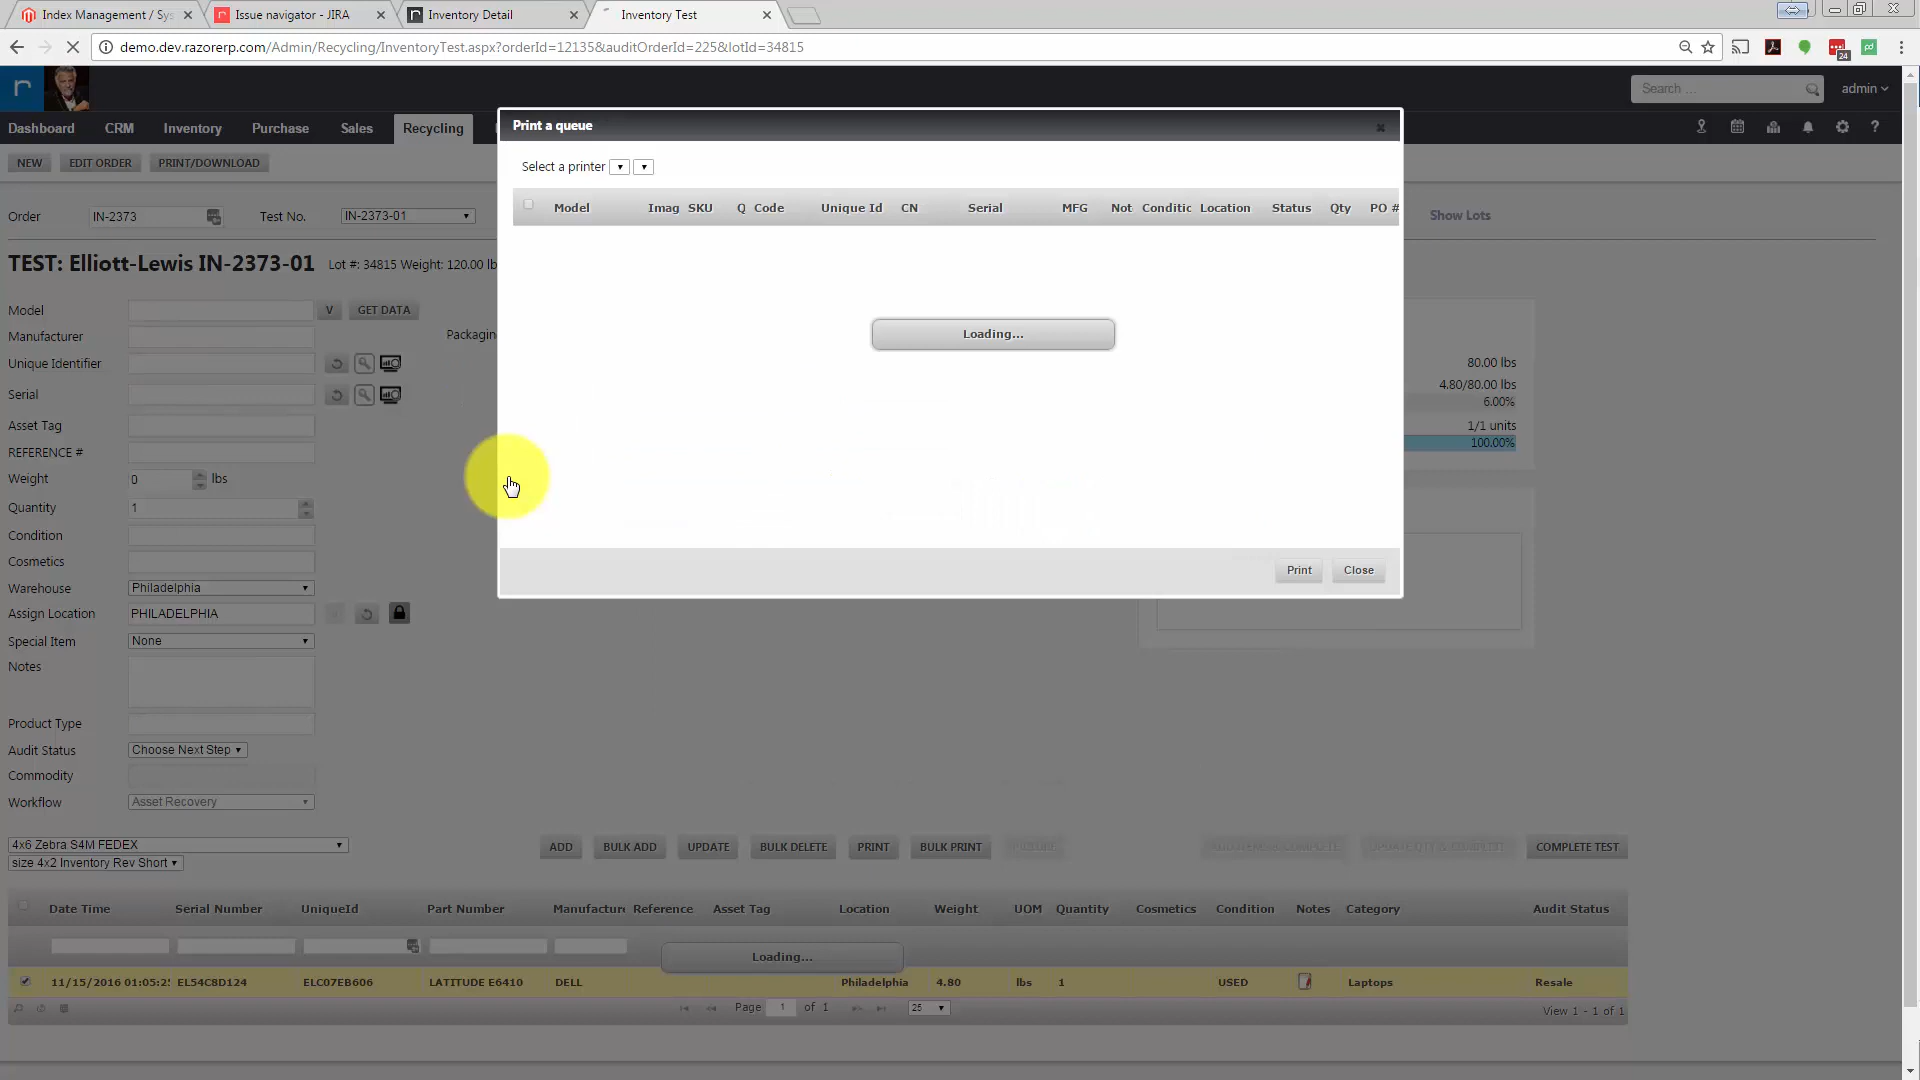 Index Management / Sys
Issue navigator - JIRA
Inventory Detail
Inventory Test
demo.dev.razorerp.com/Admin/Recycling/InventoryTest.aspx?orderId=12135&auditOrderId=225&lotId=34815
24
r
Search ...
admin
Dashboard CRM Inventory Purchase Sales Recycling
NEW EDIT ORDER PRINT/DOWNLOAD
Print a queue
Select a printer
Model Imag SKU Q Code Unique Id CN Serial MFG Not Conditic Location Status Qty PO #
Loading...
Print Close
Order IN-2373 Test No. IN-2373-01 Show Lots
TEST: Elliott-Lewis IN-2373-01 Lot #: 34815 Weight: 120.00 lb
Model V GET DATA
Manufacturer Packagin
Unique Identifier 80.00 lbs
Serial 4.80/80.00 lbs
6.00%
Asset Tag 1/1 units
100.00%
REFERENCE #
Weight 0 lbs
Quantity 1
Condition
Cosmetics
Warehouse Philadelphia
Assign Location PHILADELPHIA
Special Item None
Notes
Product Type
Audit Status Choose Next Step
Commodity
Workflow Asset Recovery
4x6 Zebra S4M FEDEX
size 4x2 Inventory Rev Short
ADD BULK ADD UPDATE BULK DELETE PRINT BULK PRINT COMPLETE TEST
Date Time Serial Number UniqueId Part Number Manufacture Reference Asset Tag Location Weight UOM Quantity Cosmetics Condition Notes Category Audit Status
Loading...
11/15/2016 01:05:2 EL54C8D124 ELC07EB606 LATITUDE E6410 DELL Philadelphia 4.80 lbs 1 USED Laptops Resale
Page 1 of 1 25 View 1 - 1 of 1